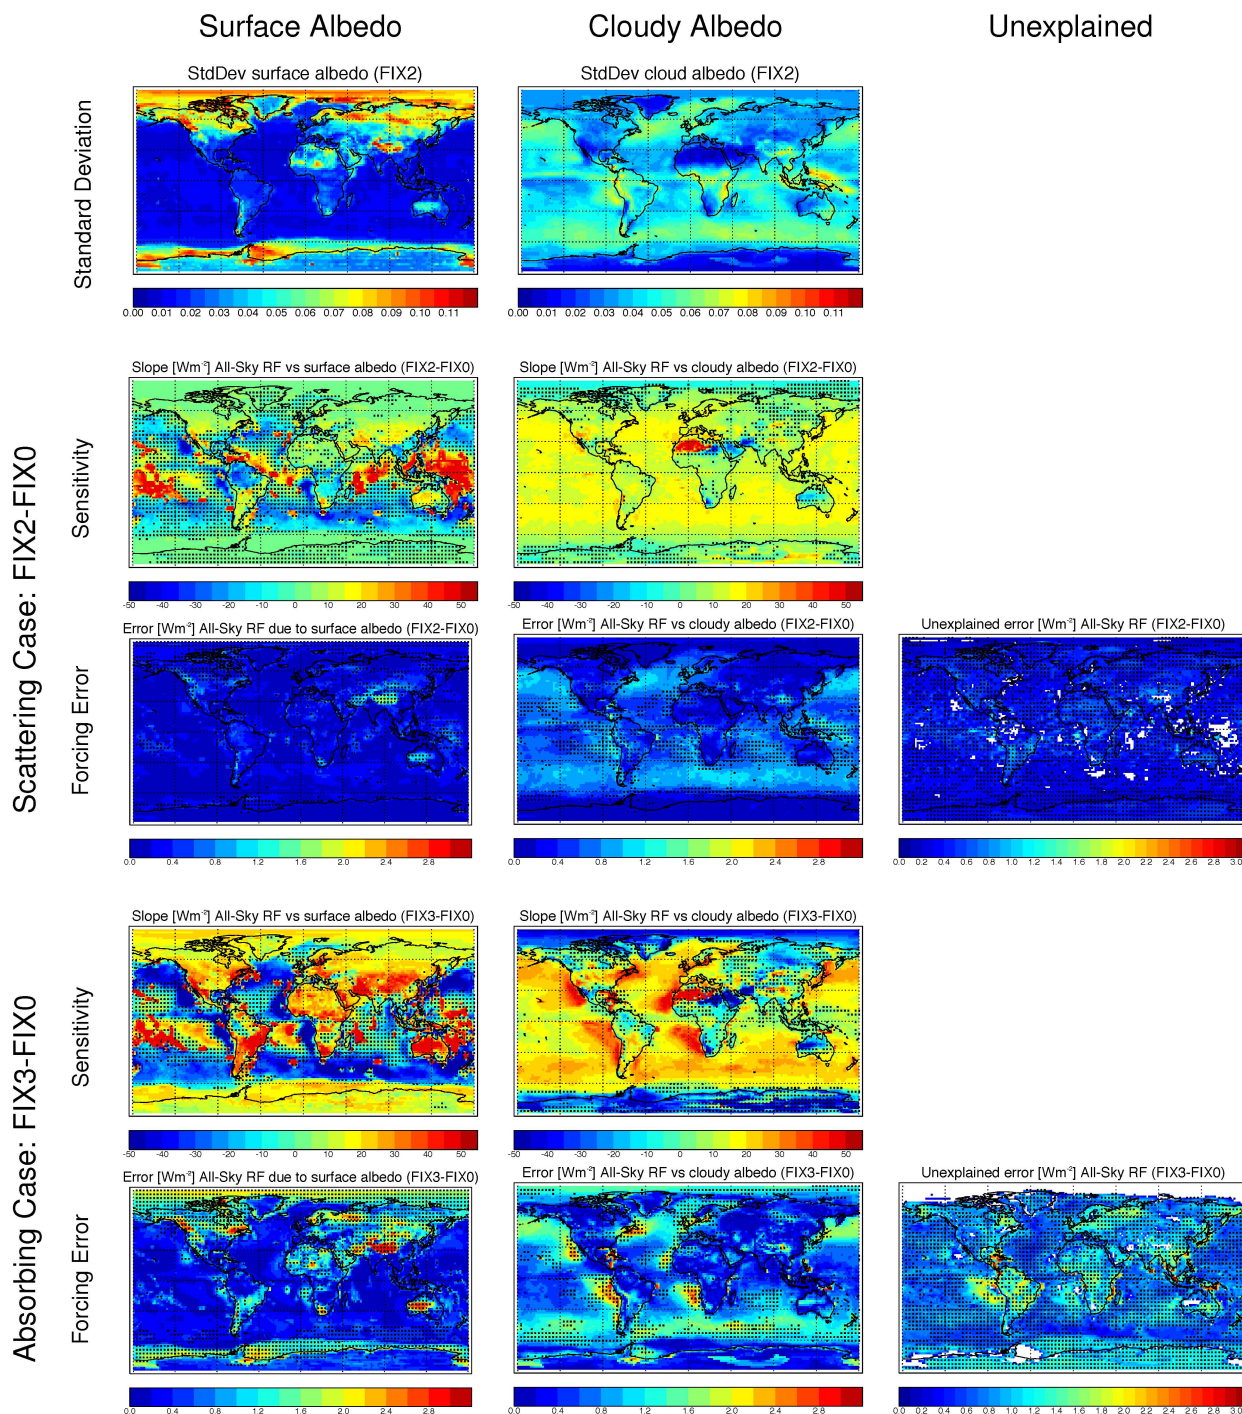 Surface Albedo
Cloudy Albedo
Unexplained
StdDev surface albedo (FIX2)
StdDev cloud albedo (FIX2)
Standard Deviation
0.00 0.01 0.02 0.03 0.04 0.05 0.06 0.07 0.08 0.09 0.10 0.11
0.00 0.01 0.02 0.03 0.04 0.05 0.06 0.07 0.08 0.09 0.10 0.11
Scattering Case: FIX2-FIX0
Slope [Wm⁻²] All-Sky RF vs surface albedo (FIX2-FIX0)
Slope [Wm⁻²] All-Sky RF vs cloudy albedo (FIX2-FIX0)
Sensitivity
-50 -40 -30 -20 -10 0 10 20 30 40 50
-50 -40 -30 -20 -10 0 10 20 30 40 50
Error [Wm⁻²] All-Sky RF due to surface albedo (FIX2-FIX0)
Error [Wm⁻²] All-Sky RF vs cloudy albedo (FIX2-FIX0)
Unexplained error [Wm⁻²] All-Sky RF (FIX2-FIX0)
Forcing Error
0.0 0.4 0.8 1.2 1.6 2.0 2.4 2.8
0.0 0.4 0.8 1.2 1.6 2.0 2.4 2.8
0.0 0.2 0.4 0.6 0.8 1.0 1.2 1.4 1.6 1.8 2.0 2.2 2.4 2.6 2.8 3.0
Absorbing Case: FIX3-FIX0
Slope [Wm⁻²] All-Sky RF vs surface albedo (FIX3-FIX0)
Slope [Wm⁻²] All-Sky RF vs cloudy albedo (FIX3-FIX0)
Sensitivity
-50 -40 -30 -20 -10 0 10 20 30 40 50
-50 -40 -30 -20 -10 0 10 20 30 40 50
Error [Wm⁻²] All-Sky RF due to surface albedo (FIX3-FIX0)
Error [Wm⁻²] All-Sky RF vs cloudy albedo (FIX3-FIX0)
Unexplained error [Wm⁻²] All-Sky RF (FIX3-FIX0)
Forcing Error
0.0 0.4 0.8 1.2 1.6 2.0 2.4 2.8
0.0 0.4 0.8 1.2 1.6 2.0 2.4 2.8
0.0 0.2 0.4 0.6 0.8 1.0 1.2 1.4 1.6 1.8 2.0 2.2 2.4 2.6 2.8 3.0